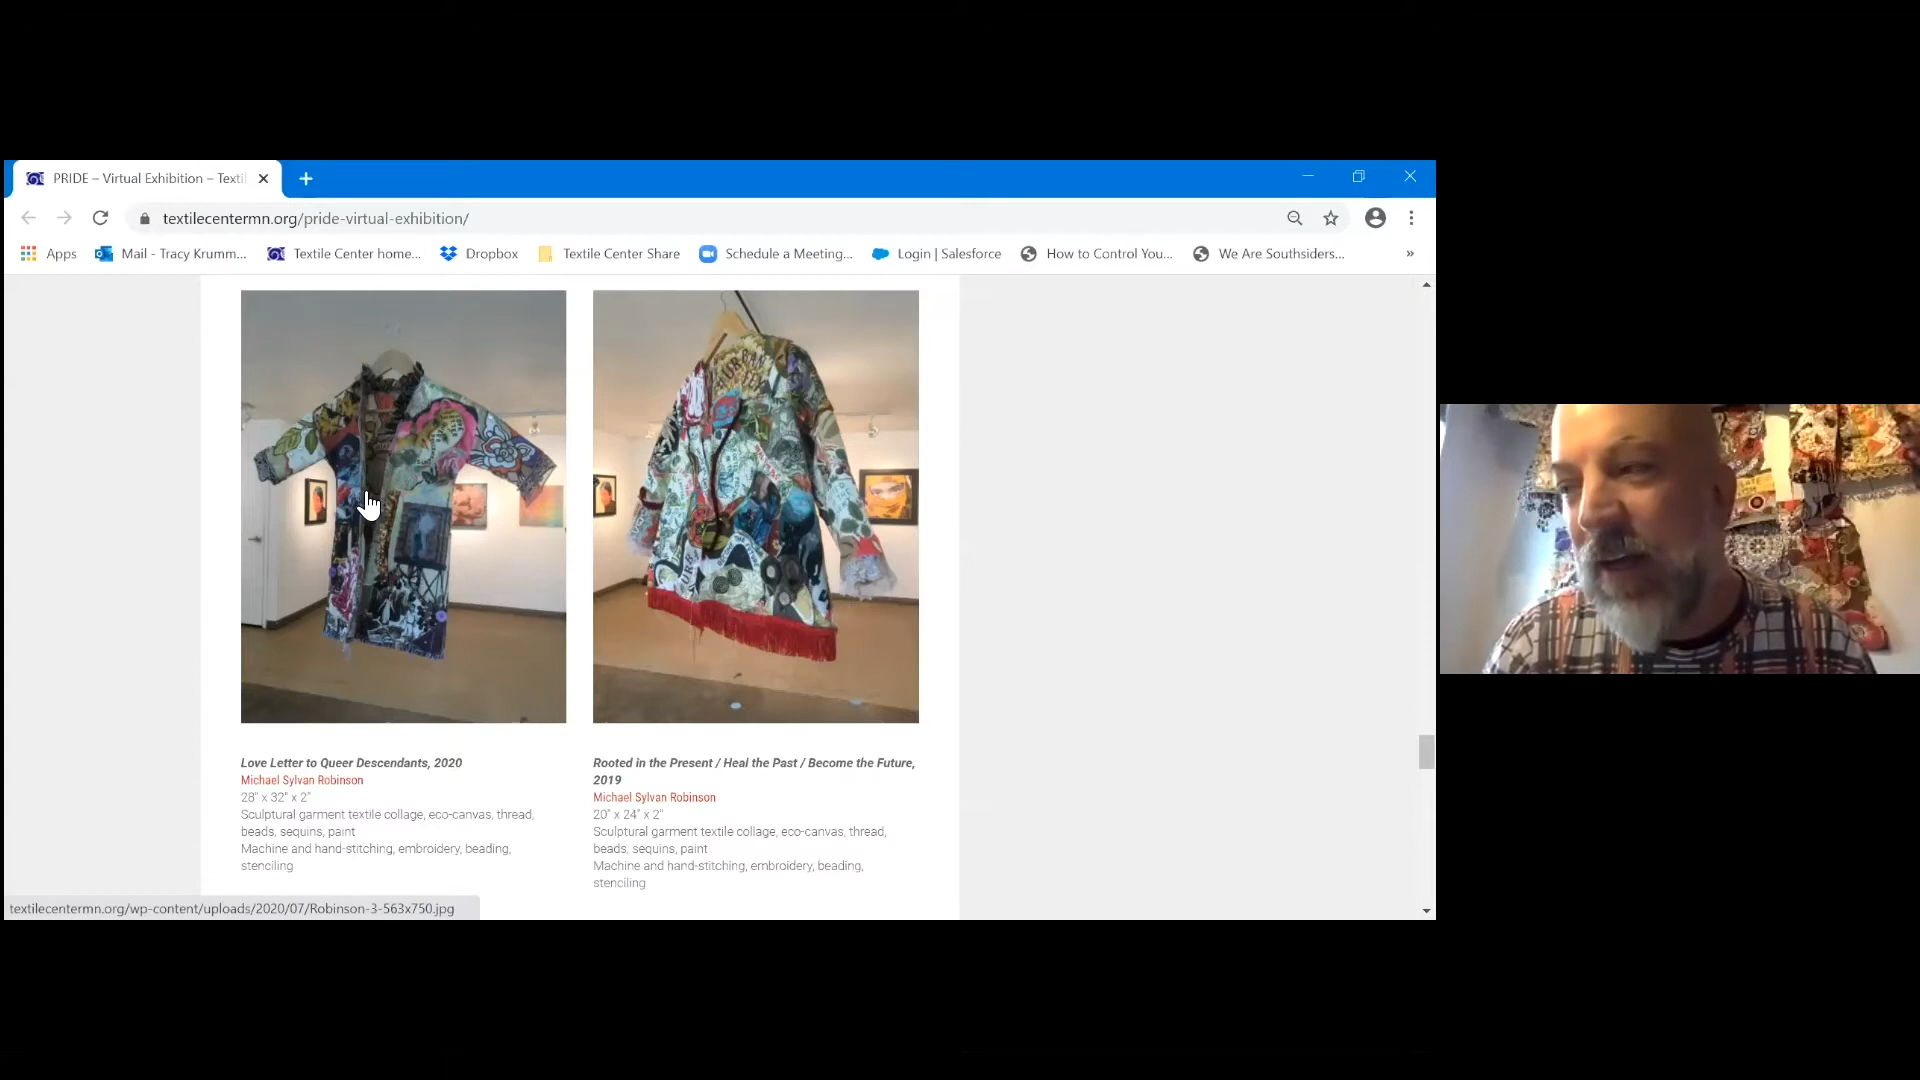 PRIDE – Virtual Exhibition – Texti
textilecentermn.org/pride-virtual-exhibition/
Apps
Mail - Tracy Krumm...
Textile Center home...
Dropbox
Textile Center Share
Schedule a Meeting...
Login | Salesforce
How to Control You...
We Are Southsiders...
»
Love Letter to Queer Descendants, 2020
Michael Sylvan Robinson
28" x 32" x 2"
Sculptural garment textile collage, eco-canvas, thread,
beads, sequins, paint
Machine and hand-stitching, embroidery, beading,
stenciling
Rooted in the Present / Heal the Past / Become the Future,
2019
Michael Sylvan Robinson
20" x 24" x 2"
Sculptural garment textile collage, eco-canvas, thread,
beads, sequins, paint
Machine and hand-stitching, embroidery, beading,
stenciling
textilecentermn.org/wp-content/uploads/2020/07/Robinson-3-563x750.jpg